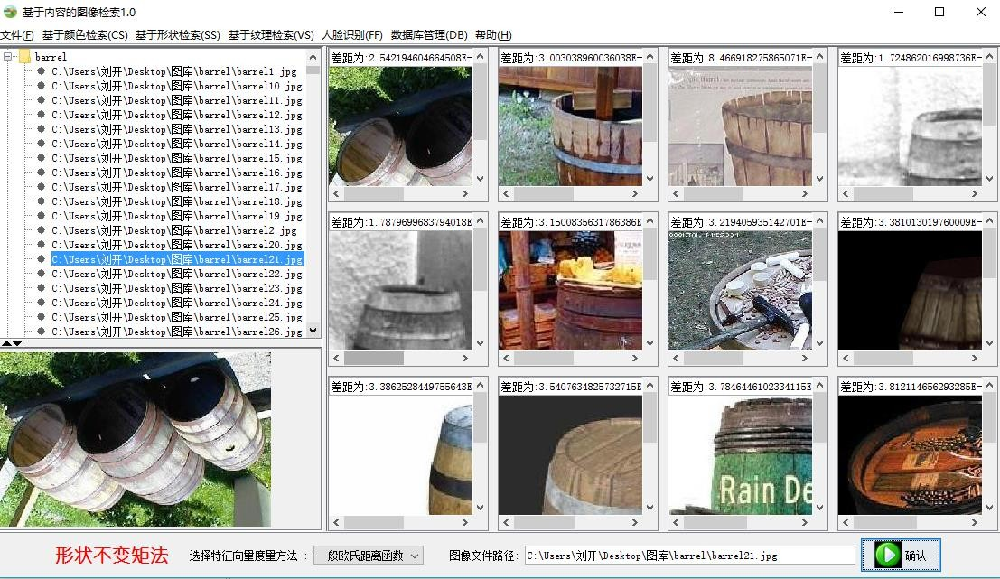 基于内容的图像检索1.0
文件(F) 基于颜色检索(CS) 基于形状检索(SS) 基于纹理检索(VS) 人脸识别(FF) 数据库管理(DB) 帮助(H)
barrel
C:\Users\刘开\Desktop\图库\barrel\barrel1.jpg
C:\Users\刘开\Desktop\图库\barrel\barrel10.jpg
C:\Users\刘开\Desktop\图库\barrel\barrel11.jpg
C:\Users\刘开\Desktop\图库\barrel\barrel12.jpg
C:\Users\刘开\Desktop\图库\barrel\barrel13.jpg
C:\Users\刘开\Desktop\图库\barrel\barrel14.jpg
C:\Users\刘开\Desktop\图库\barrel\barrel15.jpg
C:\Users\刘开\Desktop\图库\barrel\barrel16.jpg
C:\Users\刘开\Desktop\图库\barrel\barrel17.jpg
C:\Users\刘开\Desktop\图库\barrel\barrel18.jpg
C:\Users\刘开\Desktop\图库\barrel\barrel19.jpg
C:\Users\刘开\Desktop\图库\barrel\barrel2.jpg
C:\Users\刘开\Desktop\图库\barrel\barrel20.jpg
C:\Users\刘开\Desktop\图库\barrel\barrel21.jpg
C:\Users\刘开\Desktop\图库\barrel\barrel22.jpg
C:\Users\刘开\Desktop\图库\barrel\barrel23.jpg
C:\Users\刘开\Desktop\图库\barrel\barrel24.jpg
C:\Users\刘开\Desktop\图库\barrel\barrel25.jpg
C:\Users\刘开\Desktop\图库\barrel\barrel26.jpg
差距为:2.542194604664508E-
差距为:3.003038960036038E-
差距为:8.466918275865071E-
差距为:1.724862016998736E-
差距为:1.7879699683794018E
差距为:3.150083563178638​6E
差距为:3.219405935142701E-
差距为:3.381013019760009E-
差距为:3.3862528449755643E
差距为:3.5407634825732715E
差距为:3.7846446102334115E
Rain De
差距为:3.812114656293285E-
形状不变矩法 选择特征向量度量方法 : 一般欧氏距离函数 图像文件路径: C:\Users\刘开\Desktop\图库\barrel\barrel21.jpg 确认